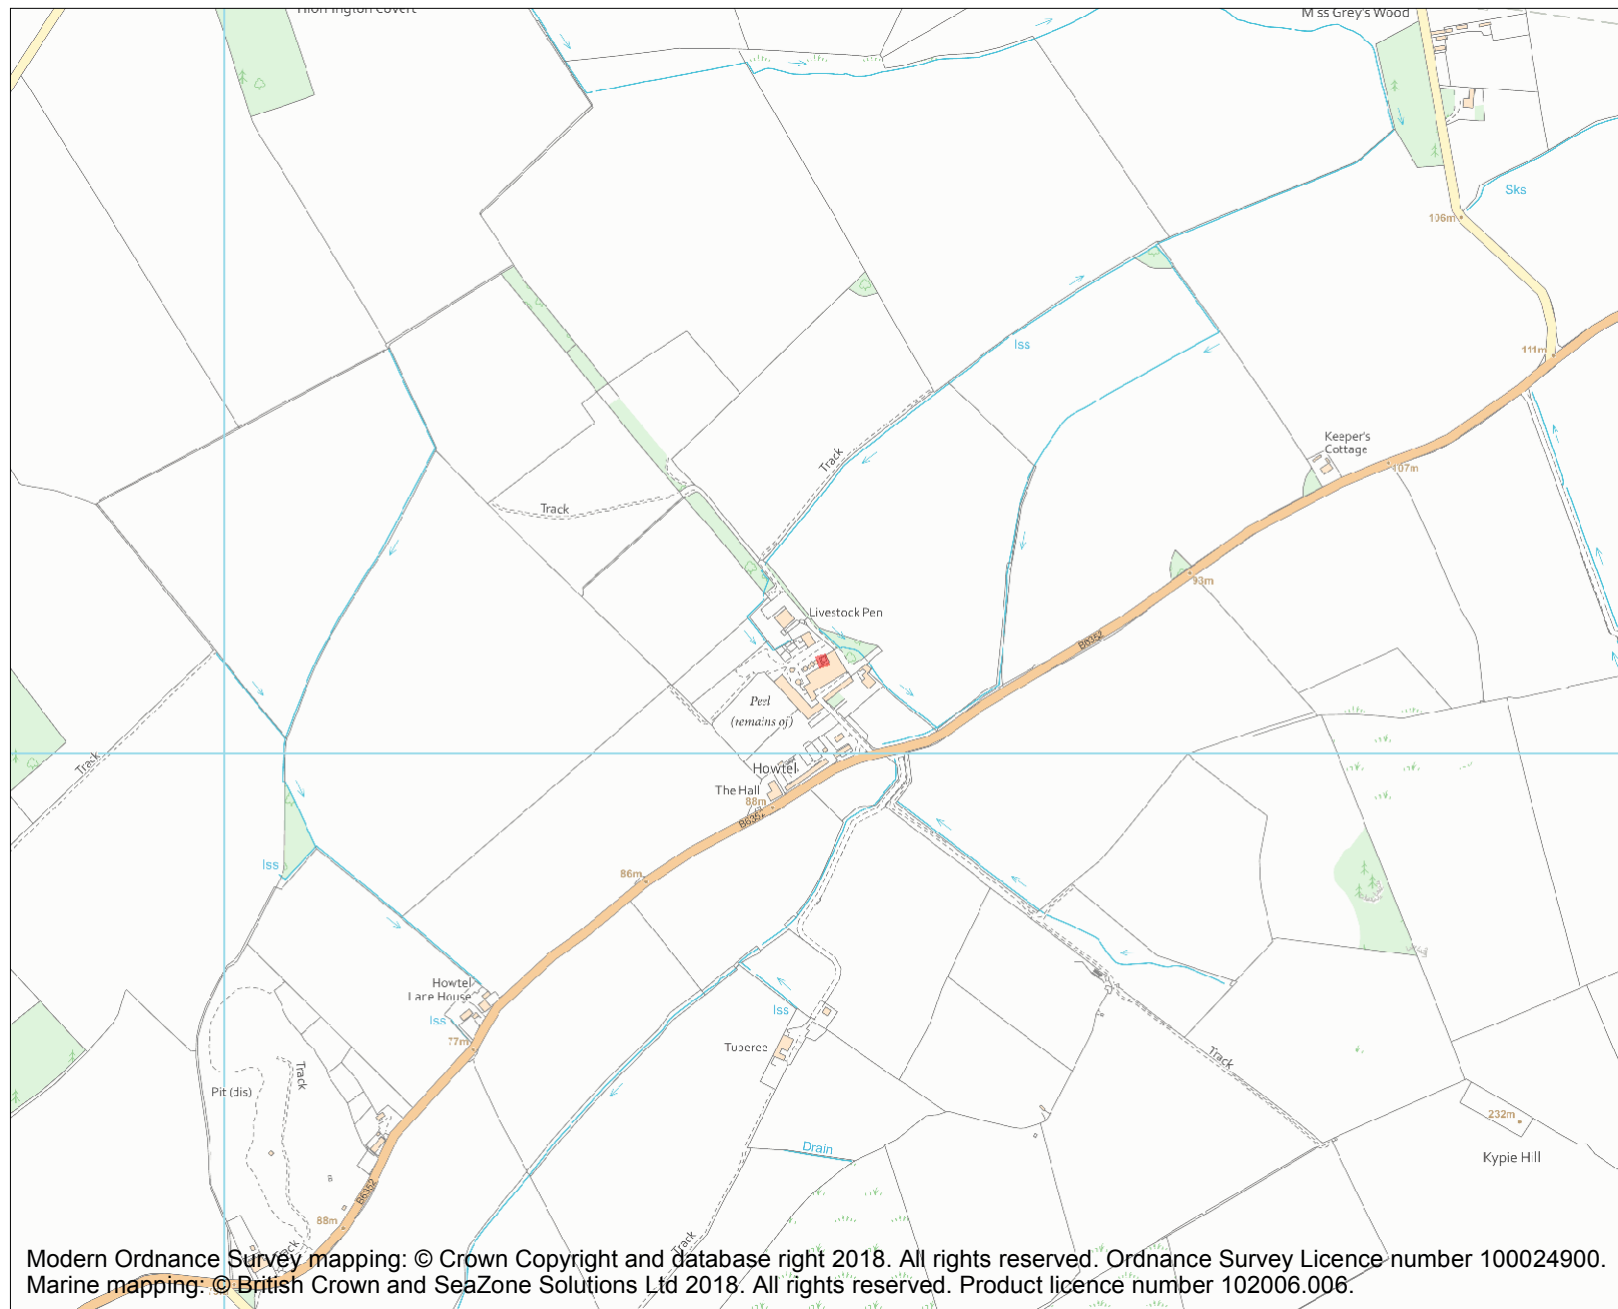 Covert
Miss Grey's Wood
Sks
106m
Iss
111m
Keeper's
Cottage
107m
Track
Track
93m
Livestock Pen
B6352
Peel
(remains of)
Track
Howtel
The Hall
88m
86m
Iss
Howtel
Lane House
Iss
Iss
77m
Tuperee
Track
Track
Pit (dis)
232m
Drain
Kypie Hill
B6352
88m
Track
Track
Modern Ordnance Survey mapping: © Crown Copyright and database right 2018. All rights reserved. Ordnance Survey Licence number 100024900.
Marine mapping: © British Crown and SeaZone Solutions Ltd 2018. All rights reserved. Product licence number 102006.006.